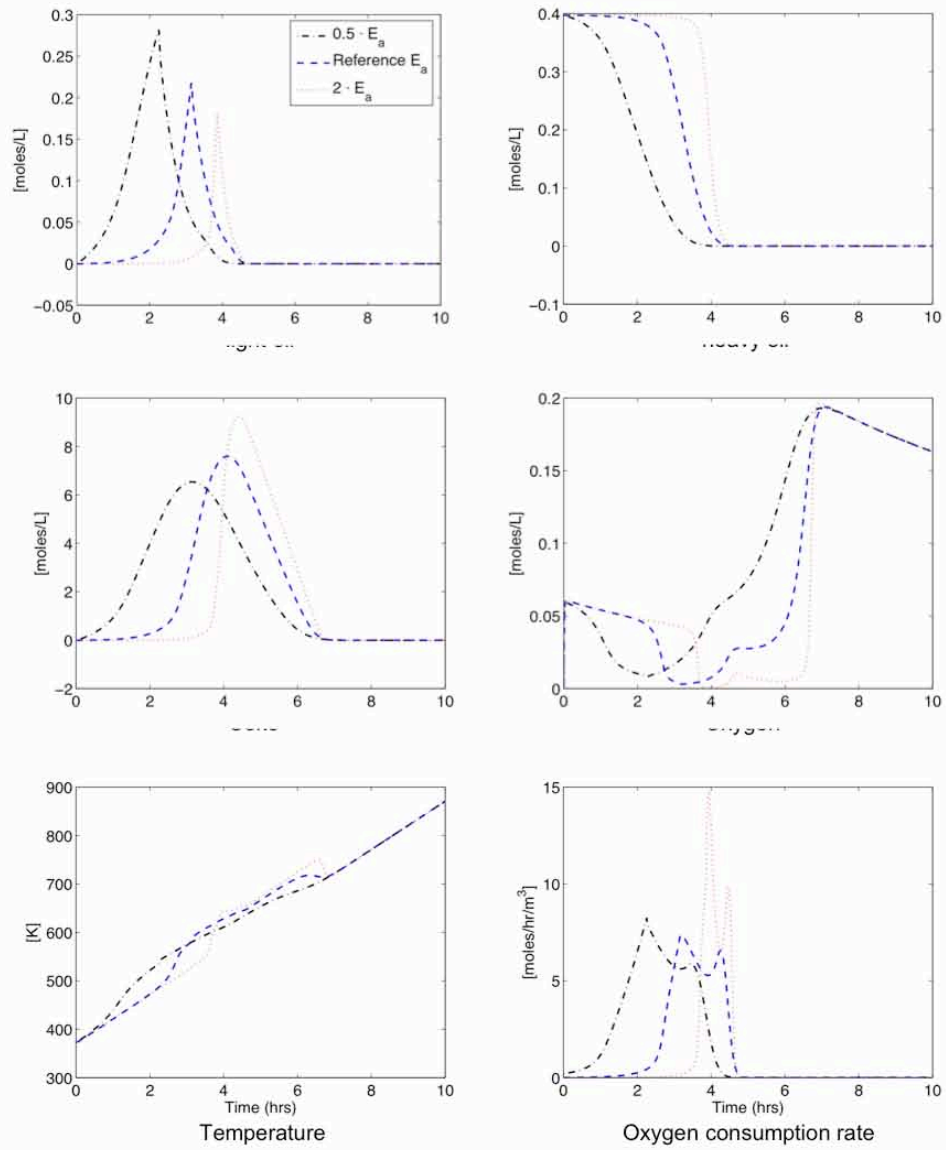 0.3
0.25
0.2
0.15
0.1
0.05
0
−0.05
[moles/L]
0.5 · Ea
Reference Ea
2 · Ea
0 2 4 6 8 10
0.4
0.3
0.2
0.1
0
−0.1
[moles/L]
0 2 4 6 8 10
10
8
6
4
2
0
−2
[moles/L]
0 2 4 6 8 10
0.2
0.15
0.1
0.05
0
[moles/L]
0 2 4 6 8 10
900
800
700
600
500
400
300
[K]
0 2 4 6 8 10
Time (hrs)
Temperature
15
10
5
0
[moles/hr/m³]
0 2 4 6 8 10
Time (hrs)
Oxygen consumption rate